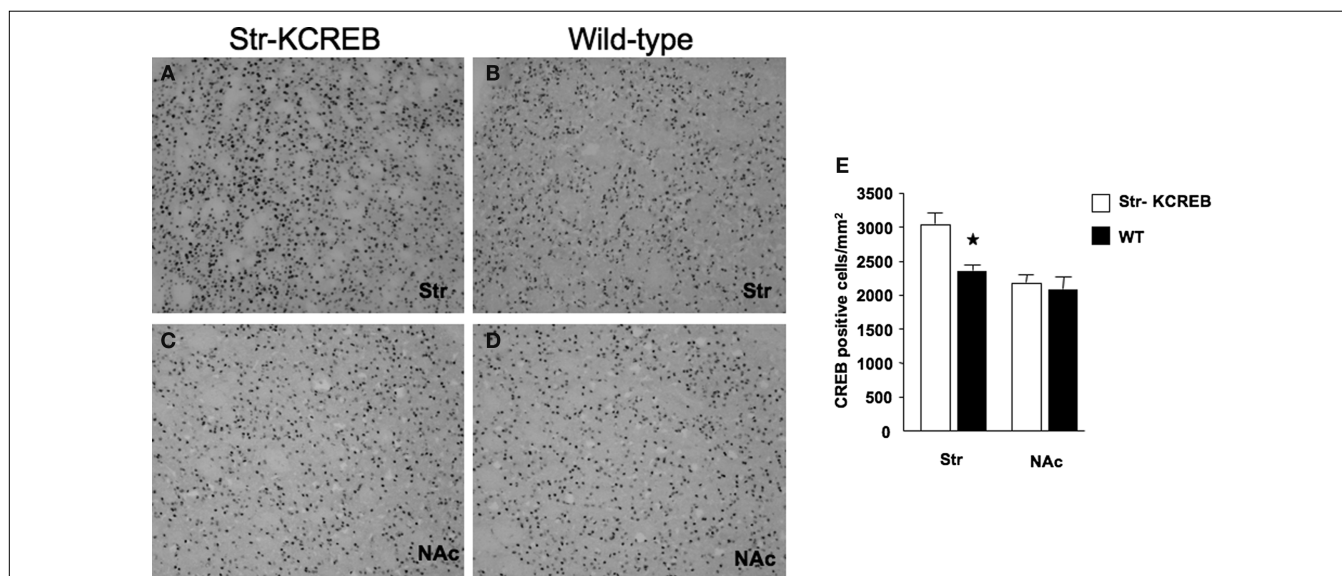 Str-KCREB
Wild-type
A
B
Str
Str
C
D
NAc
NAc
E
CREB positive cells/mm²
3500
3000
2500
2000
1500
1000
500
0
★
Str
NAc
Str- KCREB
WT